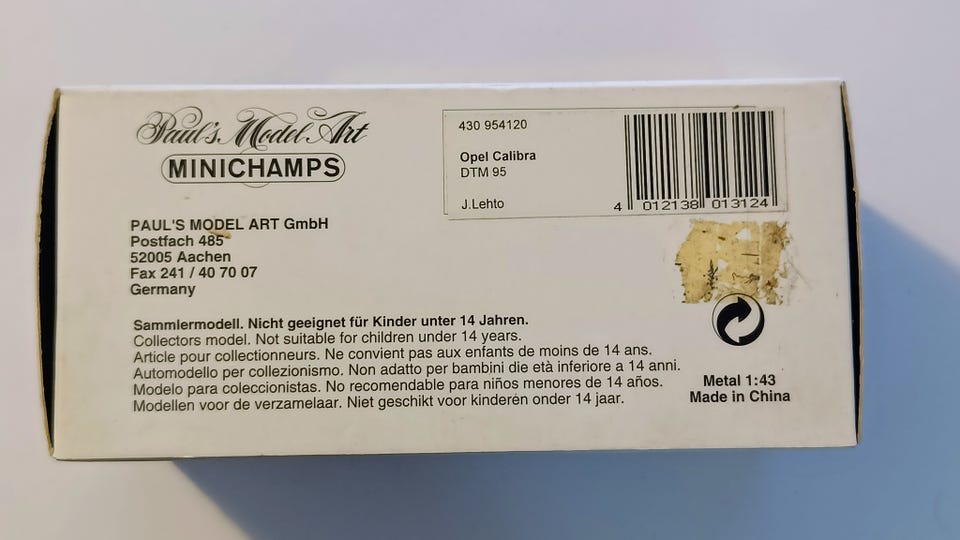 Paul's Model Art
MINICHAMPS
430 954120
Opel Calibra
DTM 95
J.Lehto
4 012138 013124
PAUL'S MODEL ART GmbH
Postfach 485
52005 Aachen
Fax 241 / 40 70 07
Germany
Sammlermodell. Nicht geeignet für Kinder unter 14 Jahren.
Collectors model. Not suitable for children under 14 years.
Article pour collectionneurs. Ne convient pas aux enfants de moins de 14 ans.
Automodello per collezionismo. Non adatto per bambini die età inferiore a 14 anni.
Modelo para coleccionistas. No recomendable para niños menores de 14 años.
Modellen voor de verzamelaar. Niet geschikt voor kinderen onder 14 jaar.
Metal 1:43
Made in China